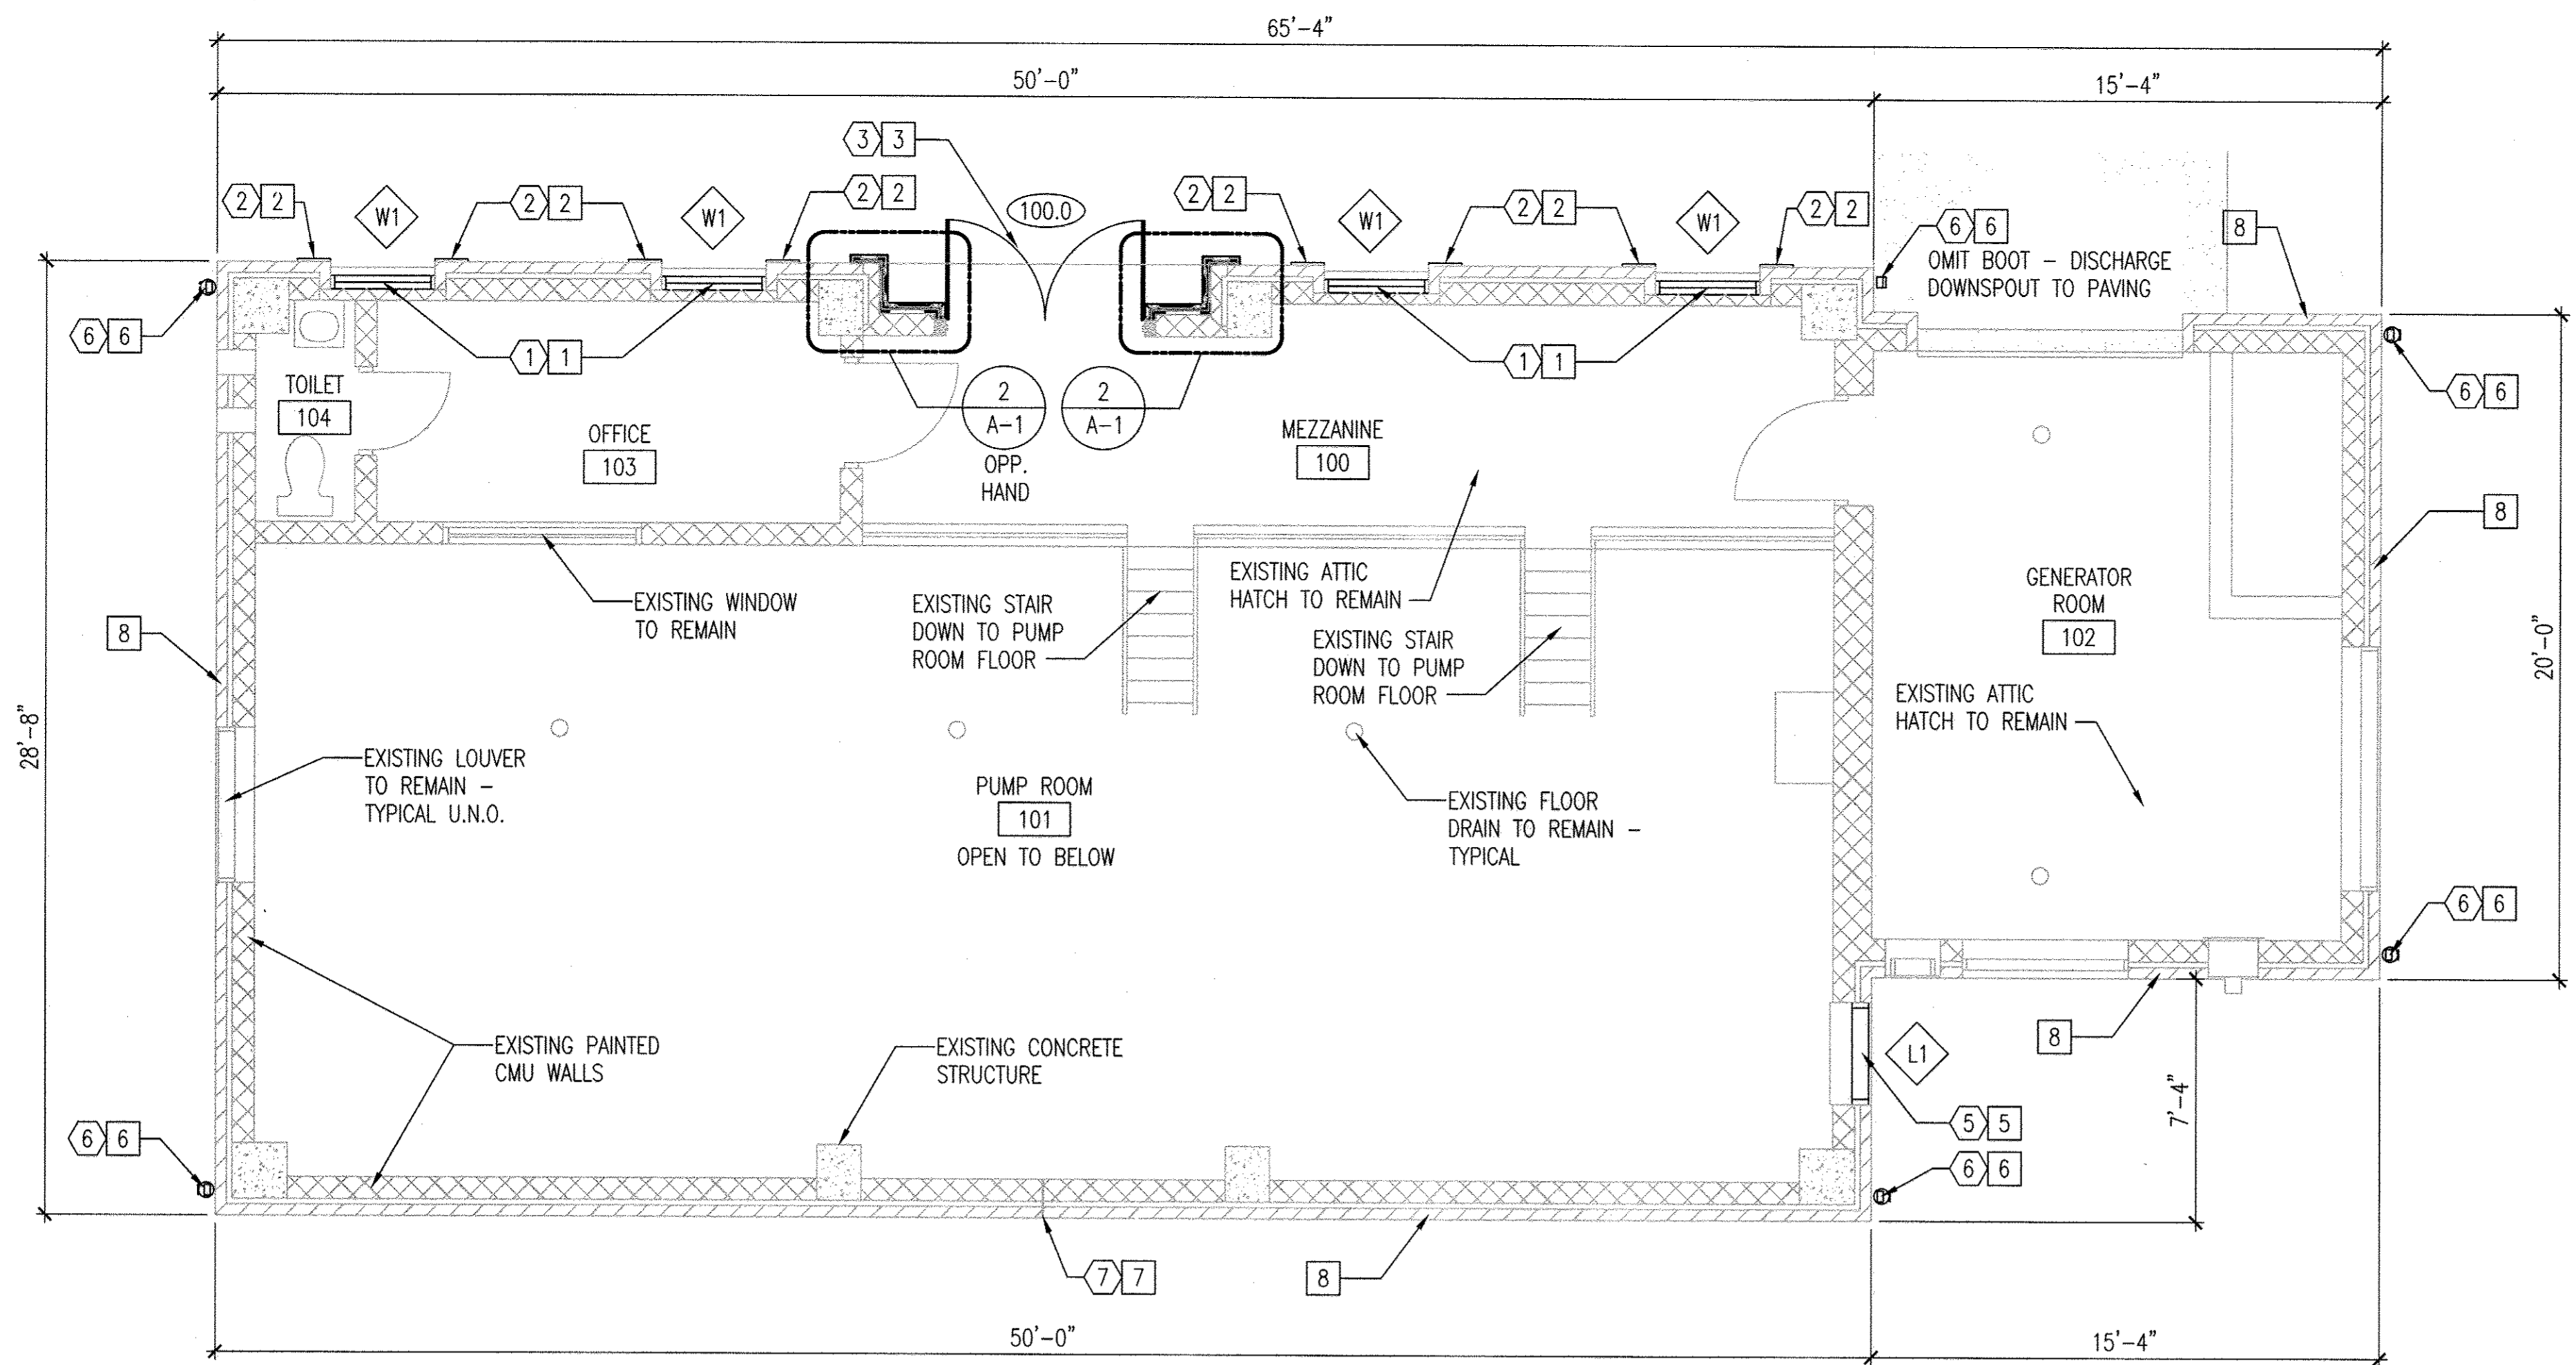 65'-4"
50'-0"
15'-4"
3 3
100.0
2 2
W1
2 2
W1
2 2
2 2
W1
2 2
W1
2 2
6 6
OMIT BOOT – DISCHARGE
DOWNSPOUT TO PAVING
8
6 6
1 1
1 1
6 6
TOILET
104
OFFICE
103
2
A-1
OPP.
HAND
2
A-1
MEZZANINE
100
8
EXISTING WINDOW
TO REMAIN
EXISTING STAIR
DOWN TO PUMP
ROOM FLOOR
EXISTING ATTIC
HATCH TO REMAIN
EXISTING STAIR
DOWN TO PUMP
ROOM FLOOR
GENERATOR
ROOM
102
20'-0"
8
28'-8"
EXISTING LOUVER
TO REMAIN –
TYPICAL U.N.O.
PUMP ROOM
101
OPEN TO BELOW
EXISTING FLOOR
DRAIN TO REMAIN –
TYPICAL
EXISTING ATTIC
HATCH TO REMAIN
6 6
EXISTING PAINTED
CMU WALLS
EXISTING CONCRETE
STRUCTURE
L1
8
7'-4"
5 5
6 6
6 6
7 7
8
50'-0"
15'-4"